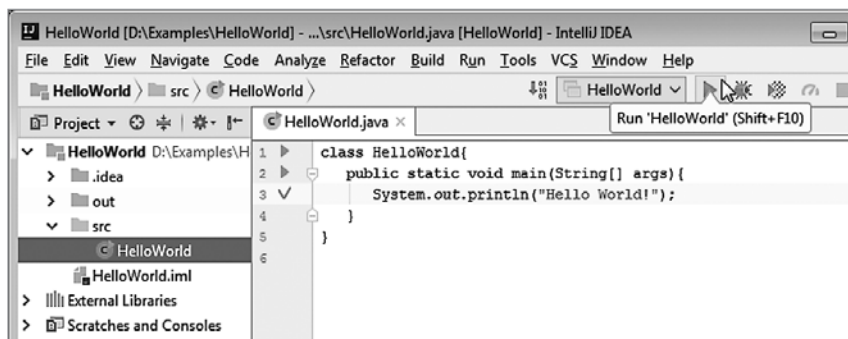 HelloWorld [D:\Examples\HelloWorld] - ...\src\HelloWorld.java [HelloWorld] - IntelliJ IDEA
File Edit View Navigate Code Analyze Refactor Build Run Tools VCS Window Help
HelloWorld src HelloWorld HelloWorld
Run 'HelloWorld' (Shift+F10)
Project HelloWorld.java
HelloWorld D:\Examples\H
.idea
out
src
HelloWorld
HelloWorld.iml
External Libraries
Scratches and Consoles
1 class HelloWorld{
2 public static void main(String[] args){
3 System.out.println("Hello World!");
4 }
5 }
6